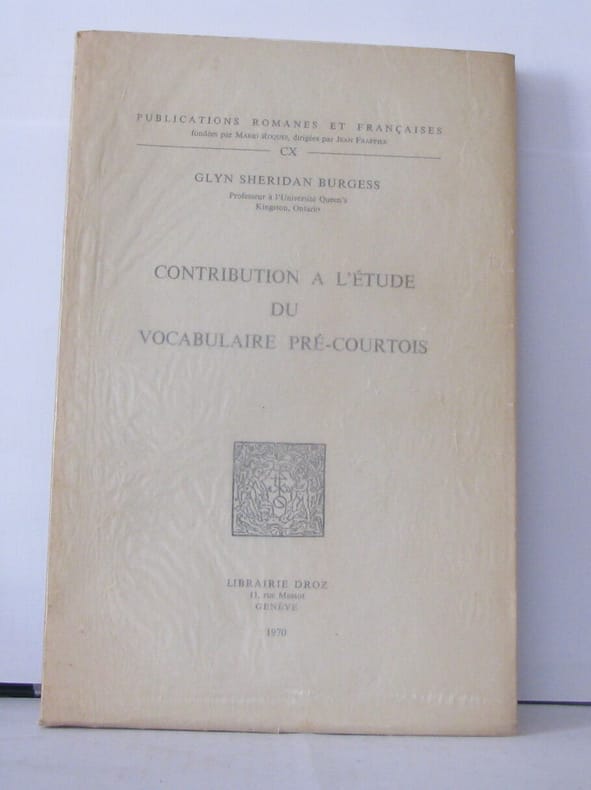 PUBLICATIONS ROMANES ET FRANÇAISES
fondées par MARIO ROQUES, dirigées par JEAN FRAPPIER
CX
GLYN SHERIDAN BURGESS
Professeur à l'Université Queen's
Kingston, Ontario
CONTRIBUTION A L'ÉTUDE
DU
VOCABULAIRE PRÉ-COURTOIS
LIBRAIRIE DROZ
11, rue Massot
GENÈVE
1970